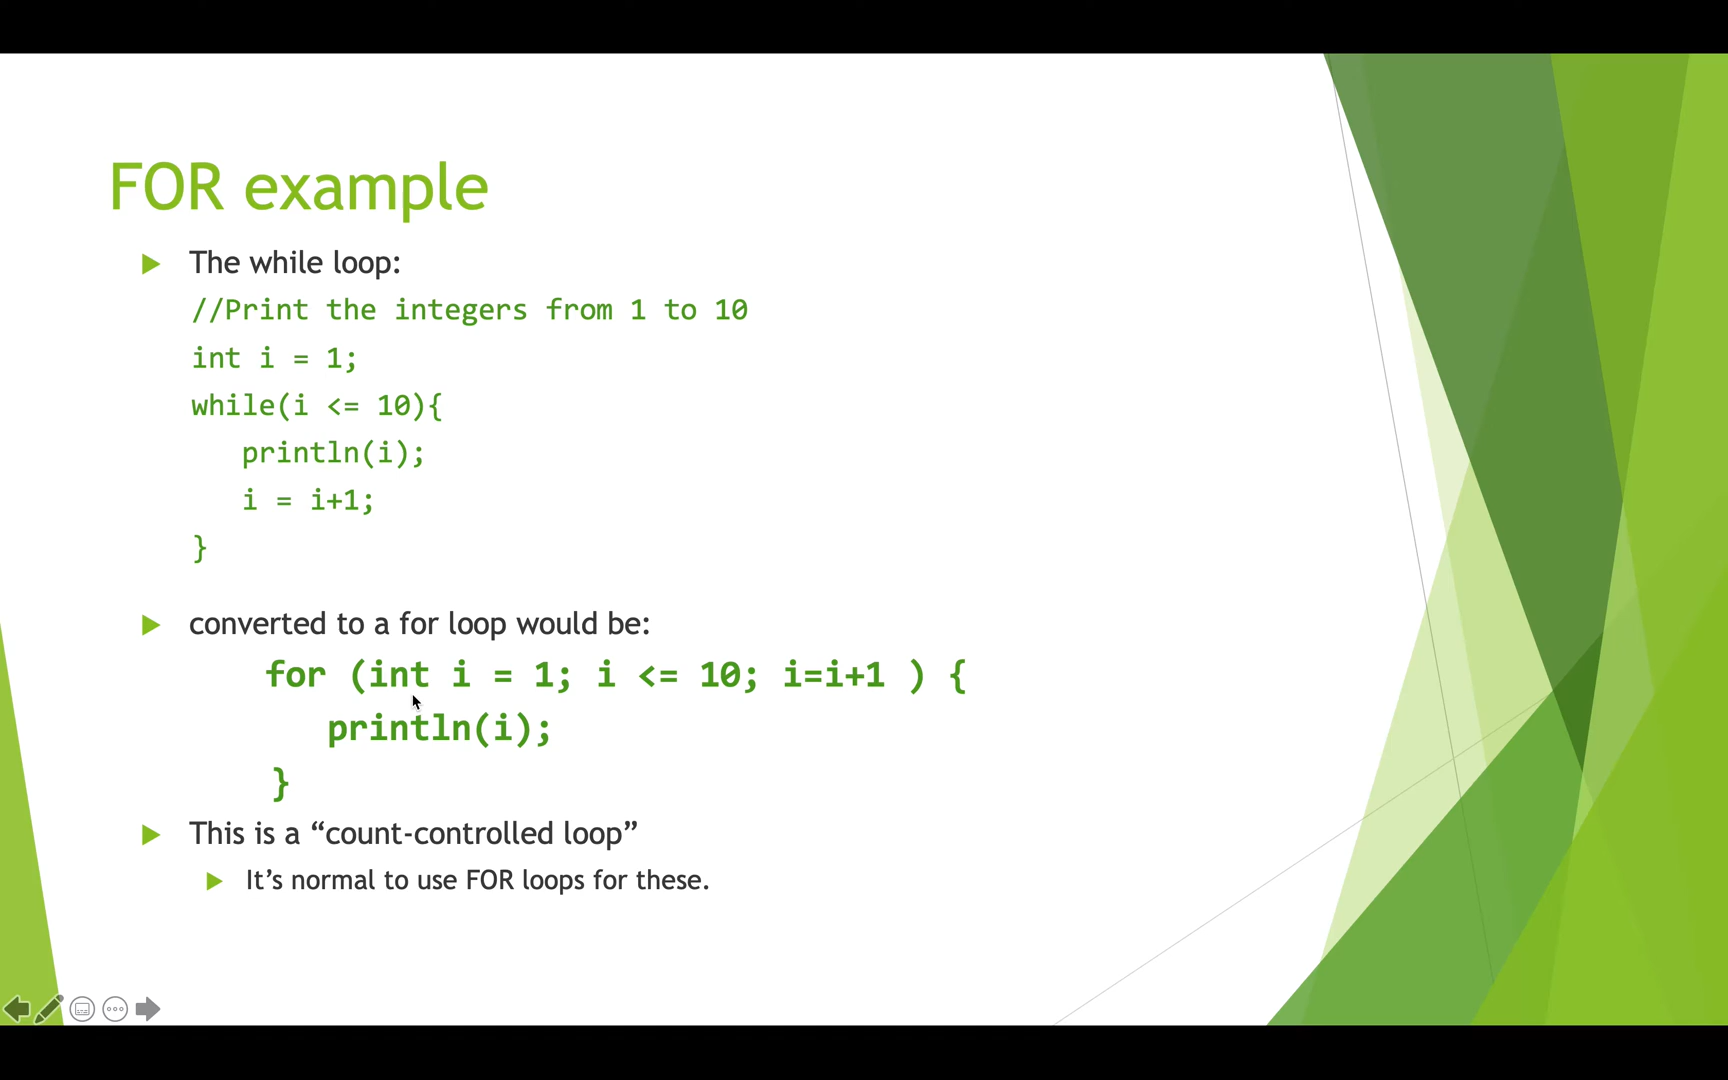 FOR example
The while loop:
//Print the integers from 1 to 10
int i = 1;
while(i <= 10){
println(i);
i = i+1;
}
converted to a for loop would be:
for (int i = 1; i <= 10; i=i+1 ) {
println(i);
}
This is a “count-controlled loop”
It’s normal to use FOR loops for these.